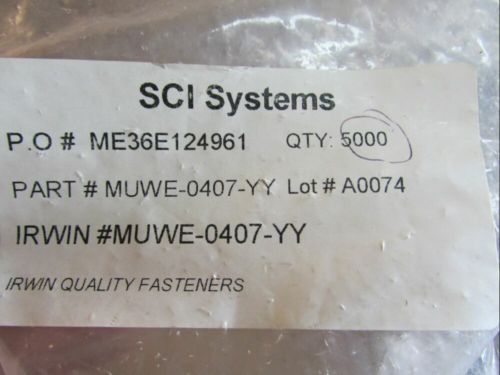 SCI Systems
P.O # ME36E124961 QTY: 5000
PART # MUWE-0407-YY Lot # A0074
IRWIN #MUWE-0407-YY
IRWIN QUALITY FASTENERS